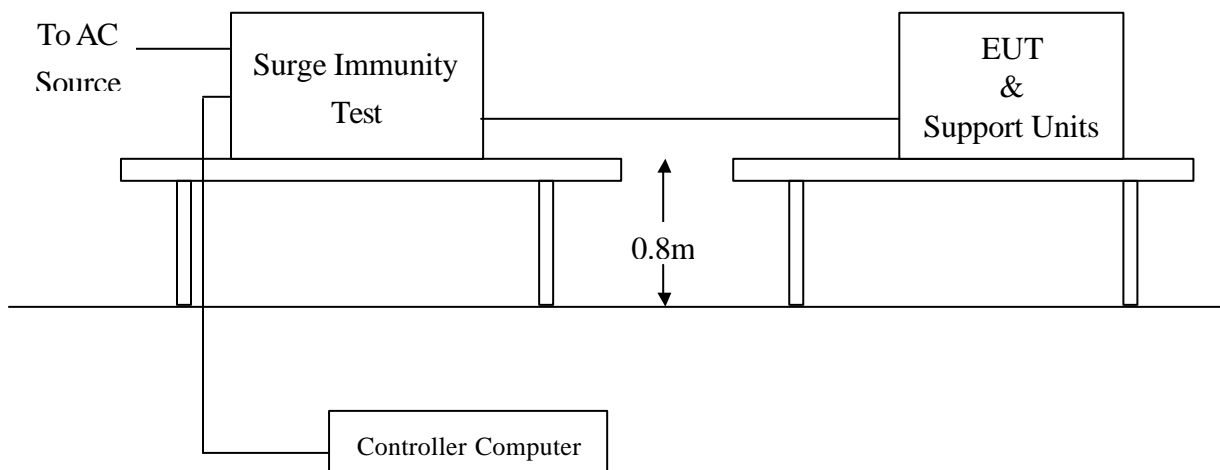 To AC
Source
Surge Immunity
Test
EUT
&
Support Units
0.8m
Controller Computer